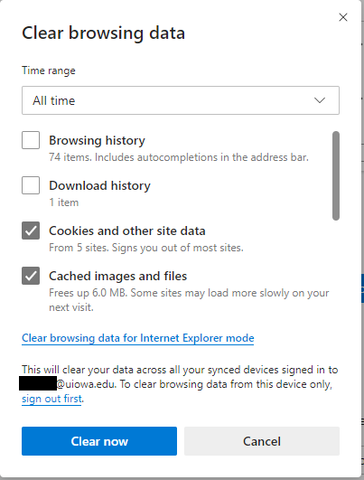 Clear browsing data
Time range
All time
Browsing history
74 items. Includes autocompletions in the address bar.
Download history
1 item
Cookies and other site data
From 5 sites. Signs you out of most sites.
Cached images and files
Frees up 6.0 MB. Some sites may load more slowly on your
next visit.
Clear browsing data for Internet Explorer mode
This will clear your data across all your synced devices signed in to
@uiowa.edu. To clear browsing data from this device only,
sign out first.
Clear now
Cancel